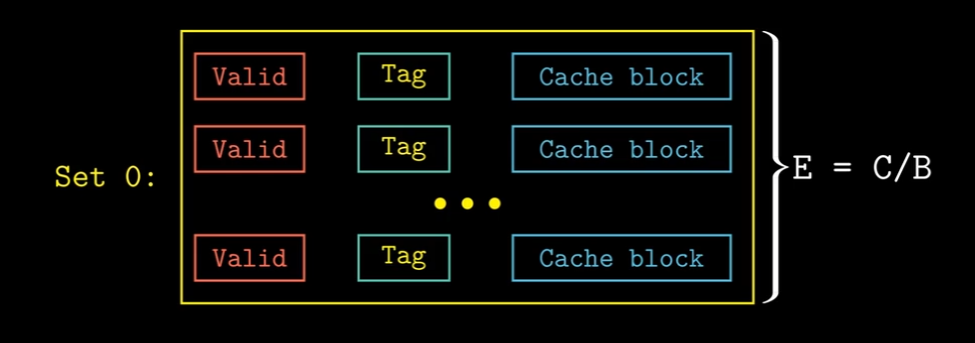 Valid Tag Cache block
Valid Tag Cache block
Set 0:
E = C/B
Valid Tag Cache block